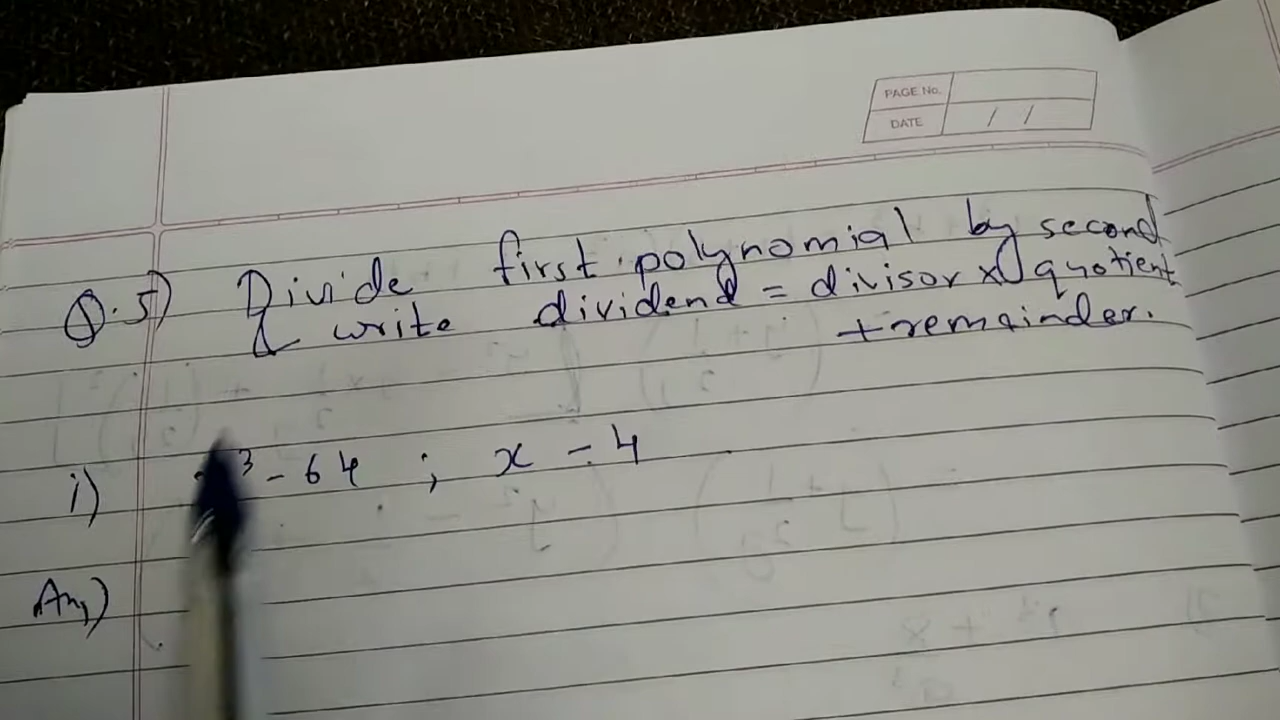 PAGE No.
DATE / /
Q.5) Divide first polynomial by second
& write dividend = divisor x quotient
+ remainder.
i) ³ - 64 ; x - 4
Ans)